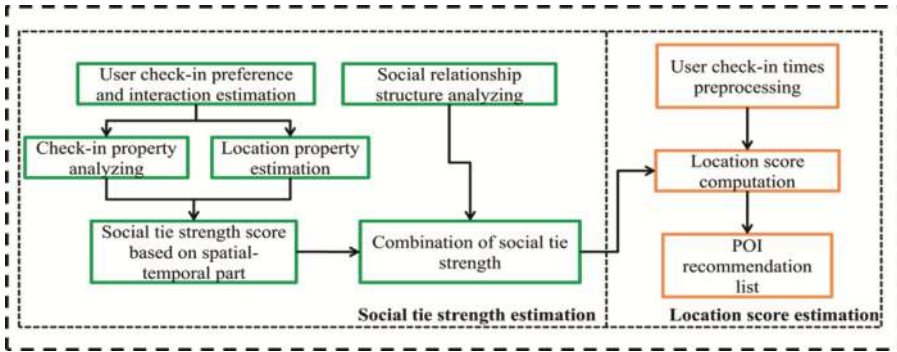 User check-in preference
and interaction estimation
Social relationship
structure analyzing
User check-in times
preprocessing
Check-in property
analyzing
Location property
estimation
Location score
computation
Social tie strength score
based on spatial-
temporal part
Combination of social tie
strength
POI
recommendation
list
Social tie strength estimation
Location score estimation